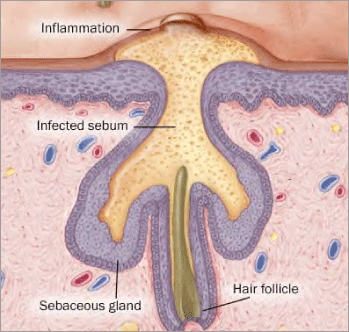 Inflammation
Infected sebum
Hair follicle
Sebaceous gland